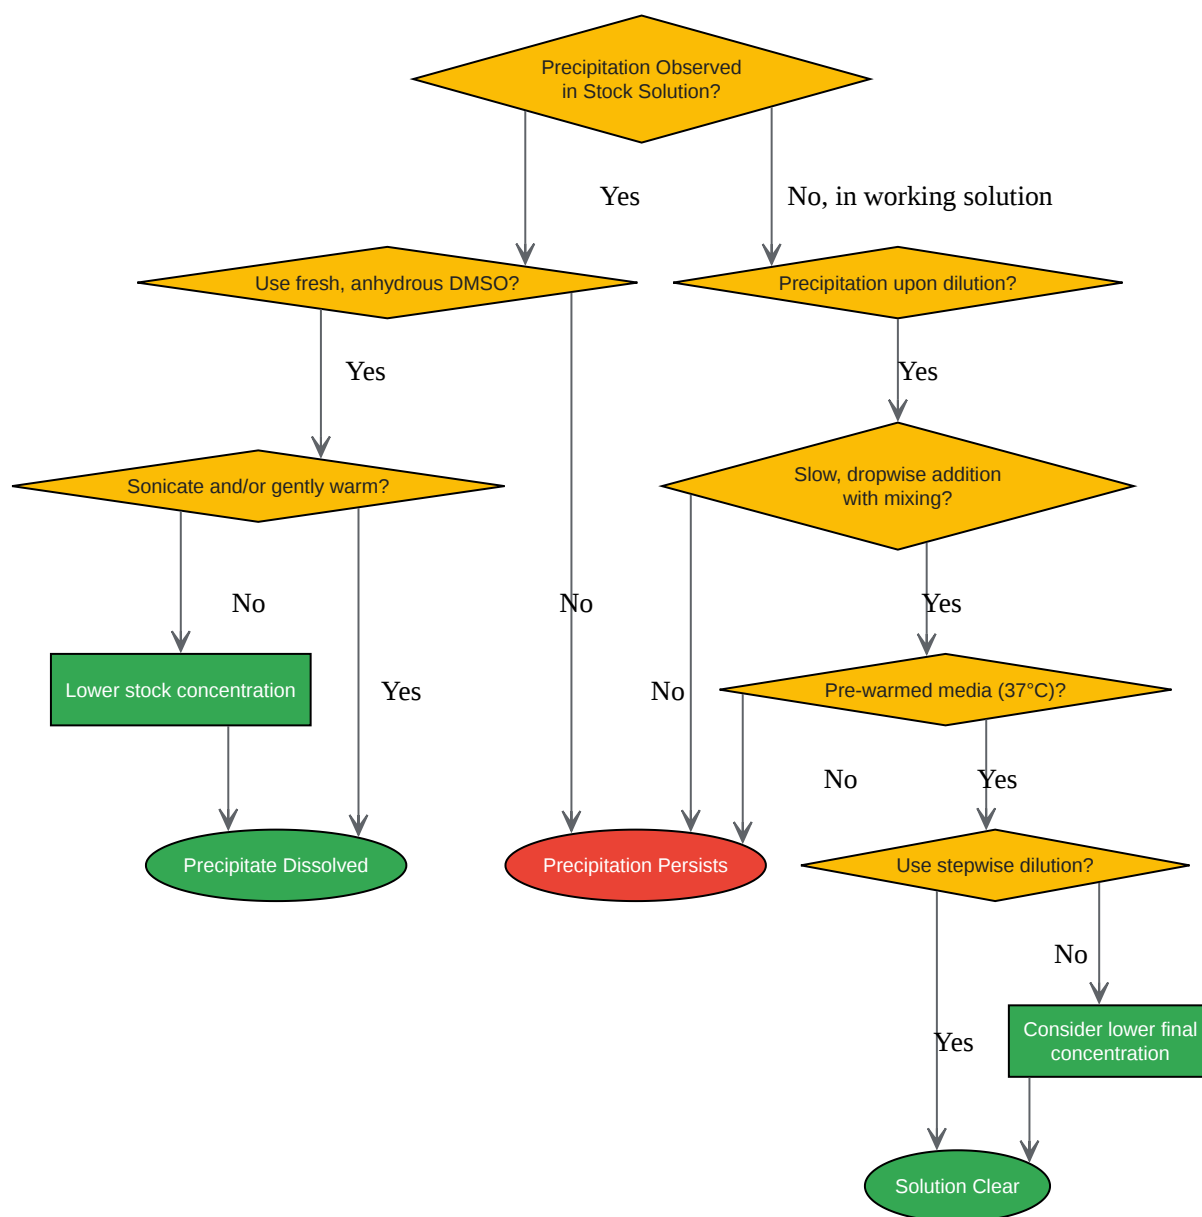 Precipitation Observed
in Stock Solution?
Yes
No, in working solution
Use fresh, anhydrous DMSO?
Precipitation upon dilution?
Yes
Yes
Sonicate and/or gently warm?
Slow, dropwise addition
with mixing?
No
No
Yes
Lower stock concentration
Yes
No
Pre-warmed media (37°C)?
No
Yes
Precipitate Dissolved
Precipitation Persists
Use stepwise dilution?
No
Yes
Consider lower final
concentration
Solution Clear